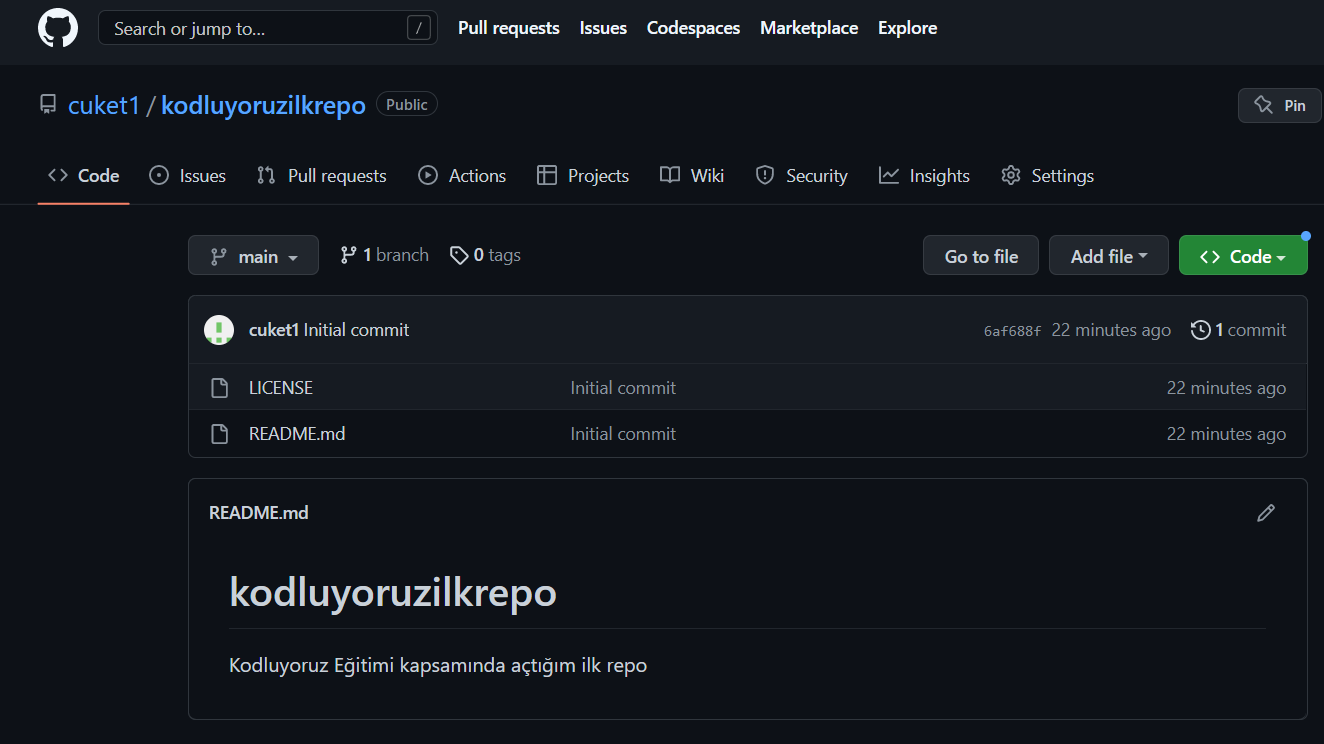 Search or jump to... / Pull requests Issues Codespaces Marketplace Explore
cuket1 / kodluyoruzilkrepo Public Pin
Code Issues Pull requests Actions Projects Wiki Security Insights Settings
main 1 branch 0 tags Go to file Add file Code
cuket1 Initial commit 6af688f 22 minutes ago 1 commit
LICENSE Initial commit 22 minutes ago
README.md Initial commit 22 minutes ago
README.md
kodluyoruzilkrepo
Kodluyoruz Eğitimi kapsamında açtığım ilk repo